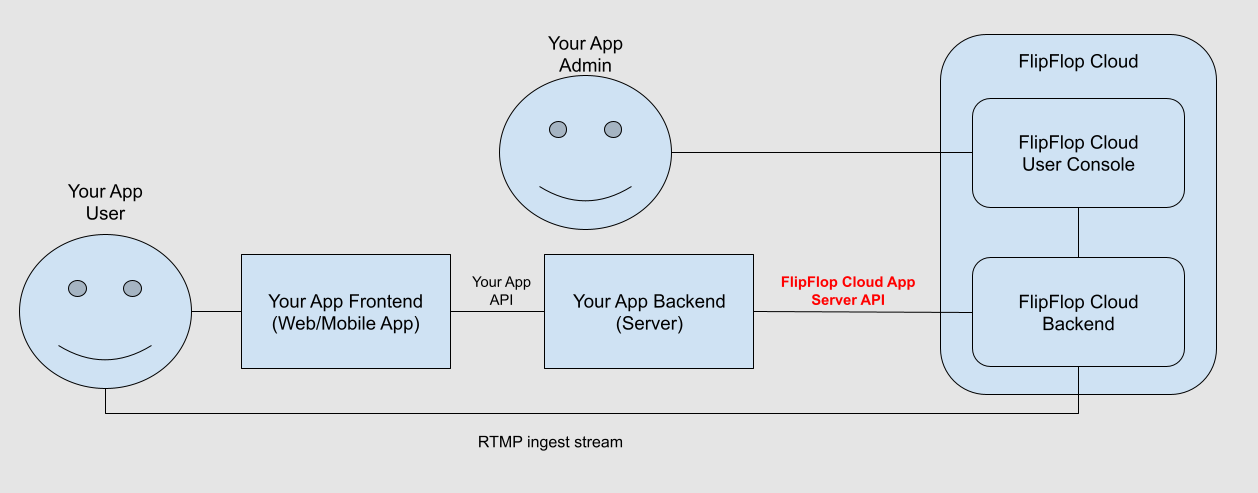 Your App
Admin
FlipFlop Cloud
FlipFlop Cloud
User Console
Your App
User
Your App Frontend
(Web/Mobile App)
Your App
API
Your App Backend
(Server)
FlipFlop Cloud App
Server API
FlipFlop Cloud
Backend
RTMP ingest stream